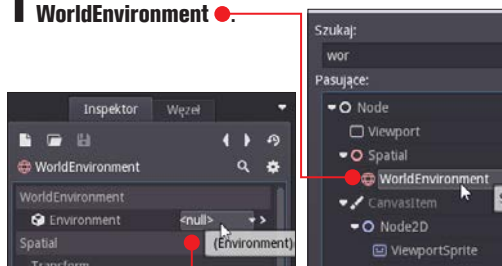 WorldEnvironment
Szukaj:
wor
Pasujące:
Node
Viewport
Spatial
WorldEnvironment
CanvasItem
Node2D
ViewportSprite
Inspektor Węzeł
WorldEnvironment
WorldEnvironment
Environment <null>
(Environment)
Spatial
Transform